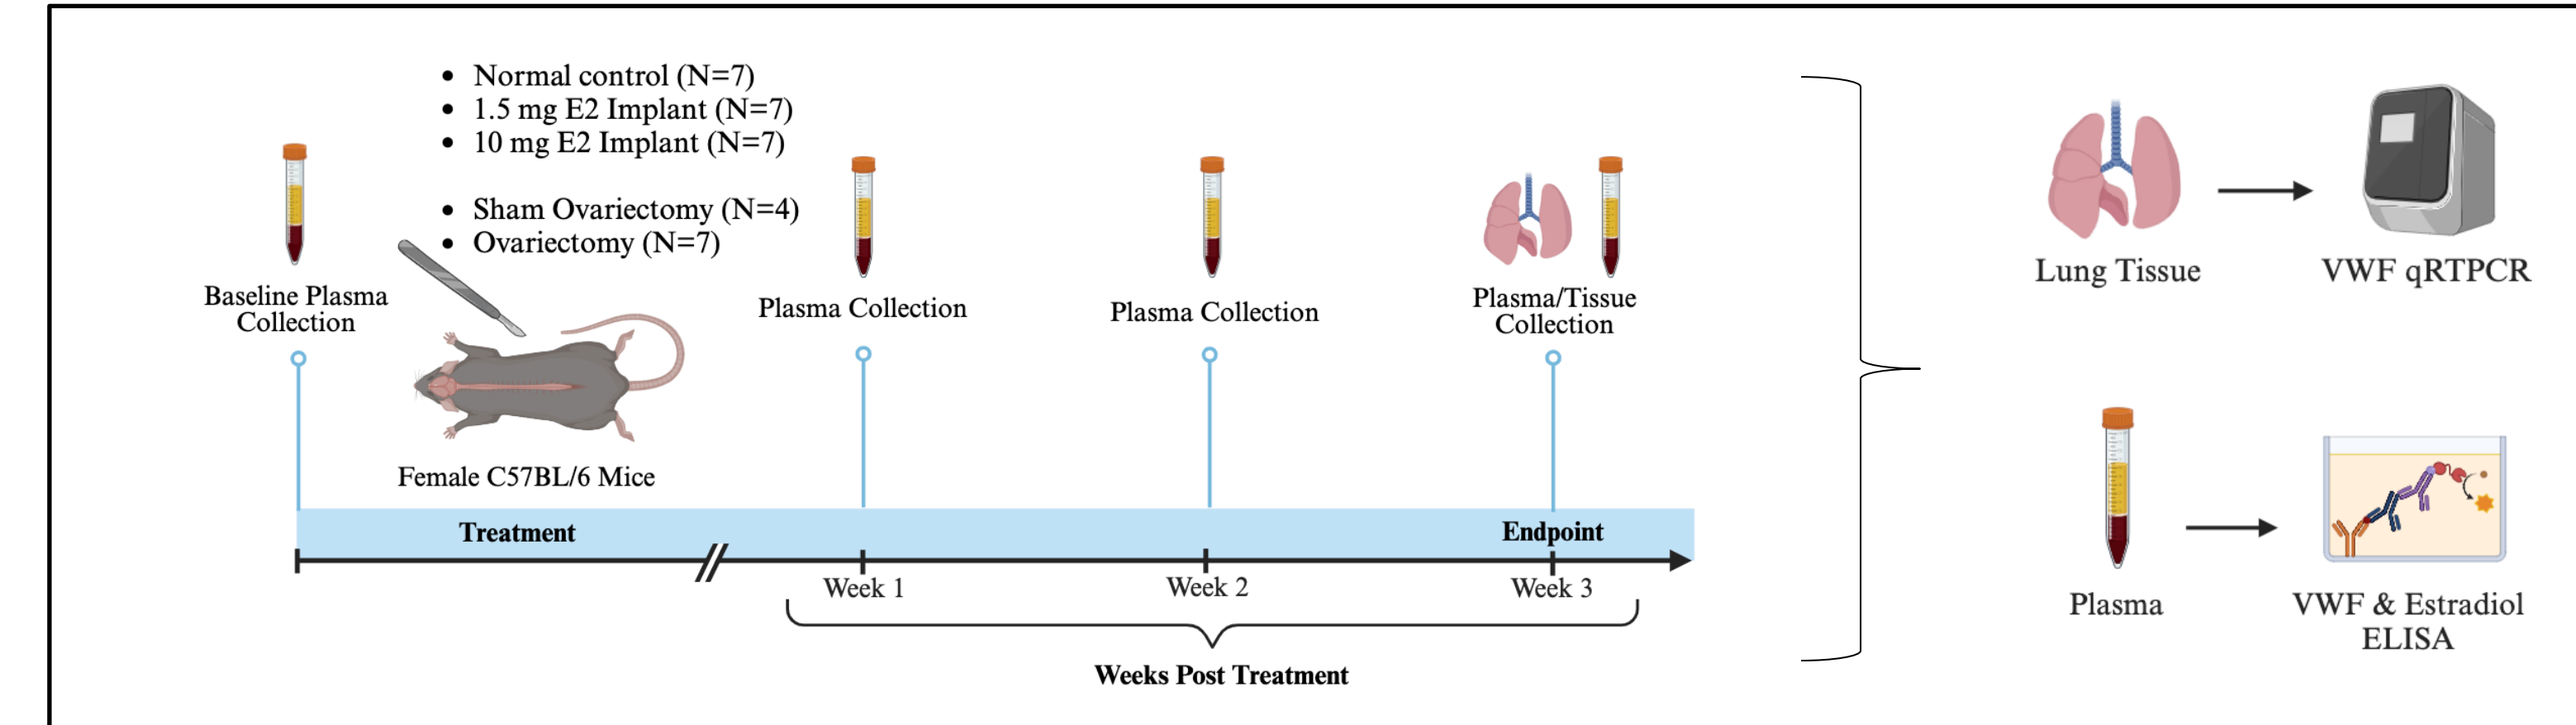 • Normal control (N=7)
• 1.5 mg E2 Implant (N=7)
• 10 mg E2 Implant (N=7)
• Sham Ovariectomy (N=4)
• Ovariectomy (N=7)
Baseline Plasma
Collection
Female C57BL/6 Mice
Plasma Collection
Plasma Collection
Plasma/Tissue
Collection
Treatment
Endpoint
Week 1
Week 2
Week 3
Weeks Post Treatment
Lung Tissue
VWF qRTPCR
Plasma
VWF & Estradiol
ELISA